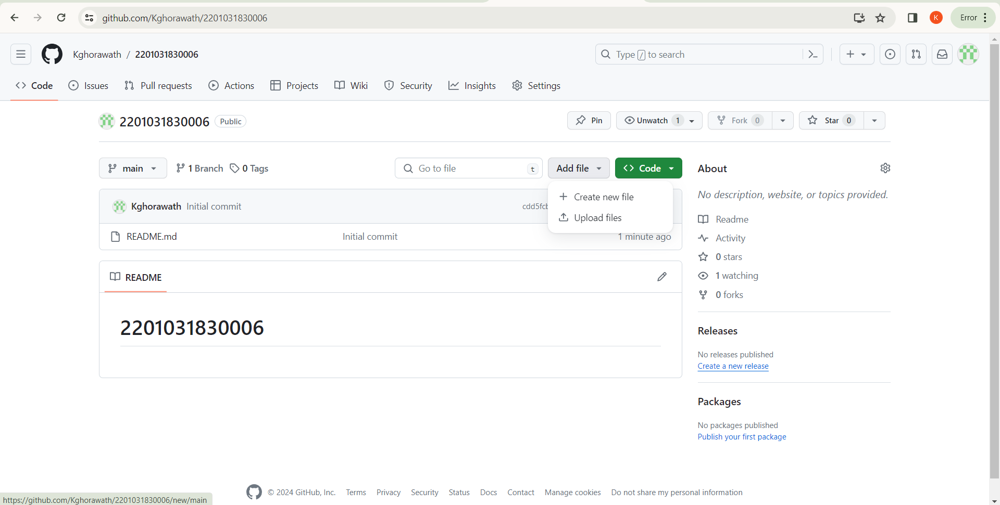 github.com/Kghorawath/2201031830006
K
Error
Kghorawath / 2201031830006
Type / to search
Code Issues Pull requests Actions Projects Wiki Security Insights Settings
2201031830006 Public
Pin Unwatch 1 Fork 0 Star 0
main 1 Branch 0 Tags Go to file t Add file Code
Create new file
Upload files
Kghorawath Initial commit cdd5fcb
README.md Initial commit 1 minute ago
README
2201031830006
About
No description, website, or topics provided.
Readme
Activity
0 stars
1 watching
0 forks
Releases
No releases published
Create a new release
Packages
No packages published
Publish your first package
© 2024 GitHub, Inc. Terms Privacy Security Status Docs Contact Manage cookies Do not share my personal information
https://github.com/Kghorawath/2201031830006/new/main